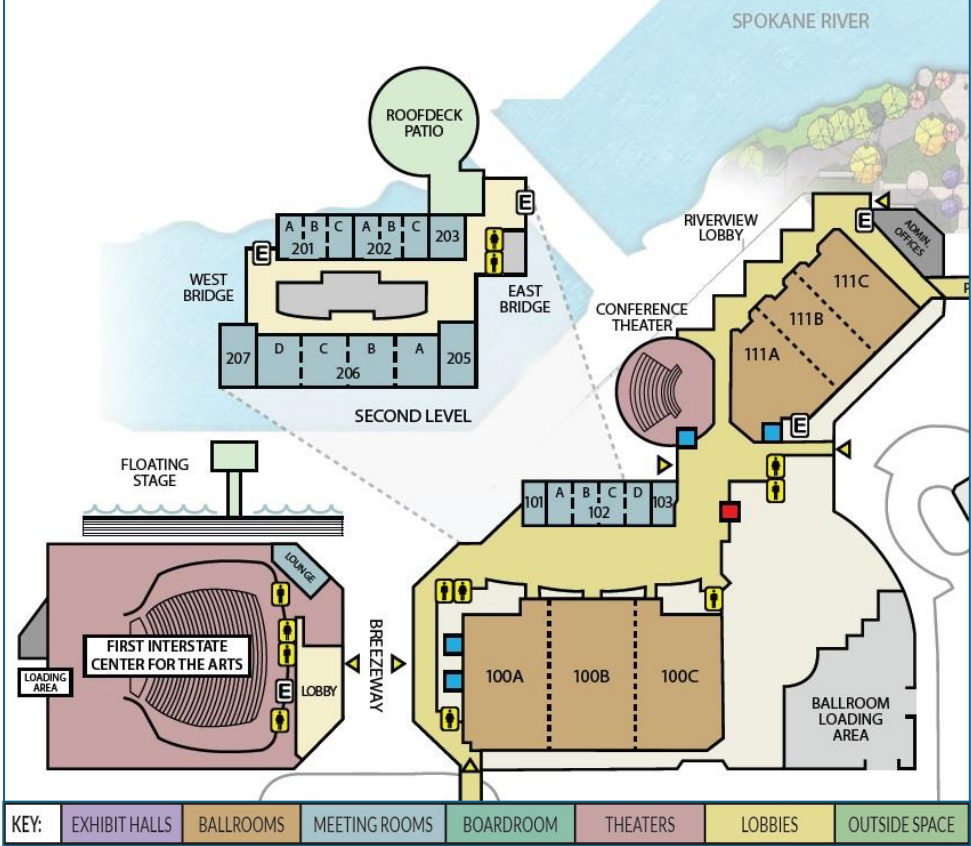 SPOKANE RIVER
ROOFDECK
PATIO
E
A B C A B C
201 202 203
E
WEST
BRIDGE
EAST
BRIDGE
D C B A
207 206 205
SECOND LEVEL
RIVERVIEW
LOBBY
E
ADMIN.
OFFICES
CONFERENCE
THEATER
111C
111B
111A
E
FLOATING
STAGE
A B C D
101 102 103
LOUNGE
FIRST INTERSTATE
CENTER FOR THE ARTS
LOADING
AREA
E
LOBBY
BREEZEWAY
100A 100B 100C
BALLROOM
LOADING
AREA
KEY: EXHIBIT HALLS BALLROOMS MEETING ROOMS BOARDROOM THEATERS LOBBIES OUTSIDE SPACE